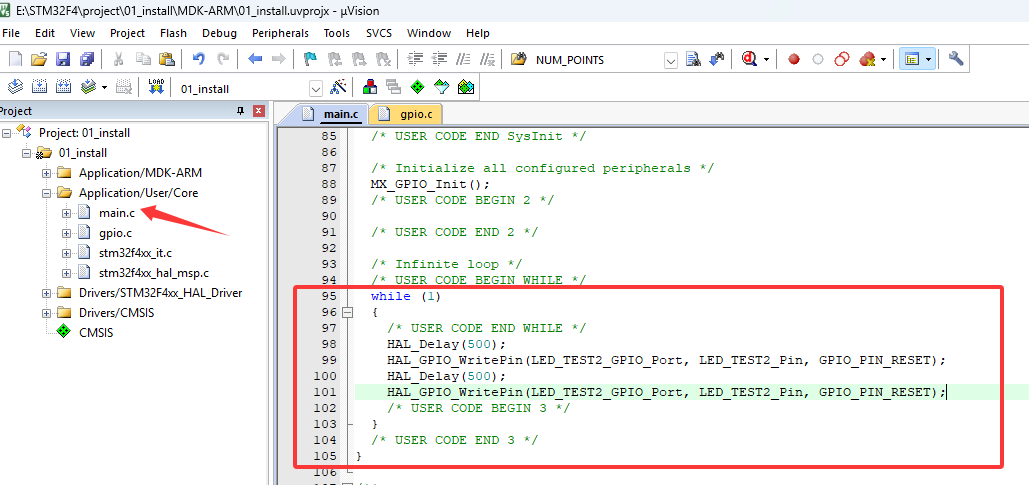 E:\STM32F4\project\01_install\MDK-ARM\01_install.uvprojx - µVision
File Edit View Project Flash Debug Peripherals Tools SVCS Window Help
NUM_POINTS
LOAD
01_install
Project
Project: 01_install
01_install
Application/MDK-ARM
Application/User/Core
main.c
gpio.c
stm32f4xx_it.c
stm32f4xx_hal_msp.c
Drivers/STM32F4xx_HAL_Driver
Drivers/CMSIS
CMSIS
main.c gpio.c
85 /* USER CODE END SysInit */
86
87 /* Initialize all configured peripherals */
88 MX_GPIO_Init();
89 /* USER CODE BEGIN 2 */
90
91 /* USER CODE END 2 */
92
93 /* Infinite loop */
94 /* USER CODE BEGIN WHILE */
95 while (1)
96 {
97 /* USER CODE END WHILE */
98 HAL_Delay(500);
99 HAL_GPIO_WritePin(LED_TEST2_GPIO_Port, LED_TEST2_Pin, GPIO_PIN_RESET);
100 HAL_Delay(500);
101 HAL_GPIO_WritePin(LED_TEST2_GPIO_Port, LED_TEST2_Pin, GPIO_PIN_RESET);
102 /* USER CODE BEGIN 3 */
103 }
104 /* USER CODE END 3 */
105 }
106